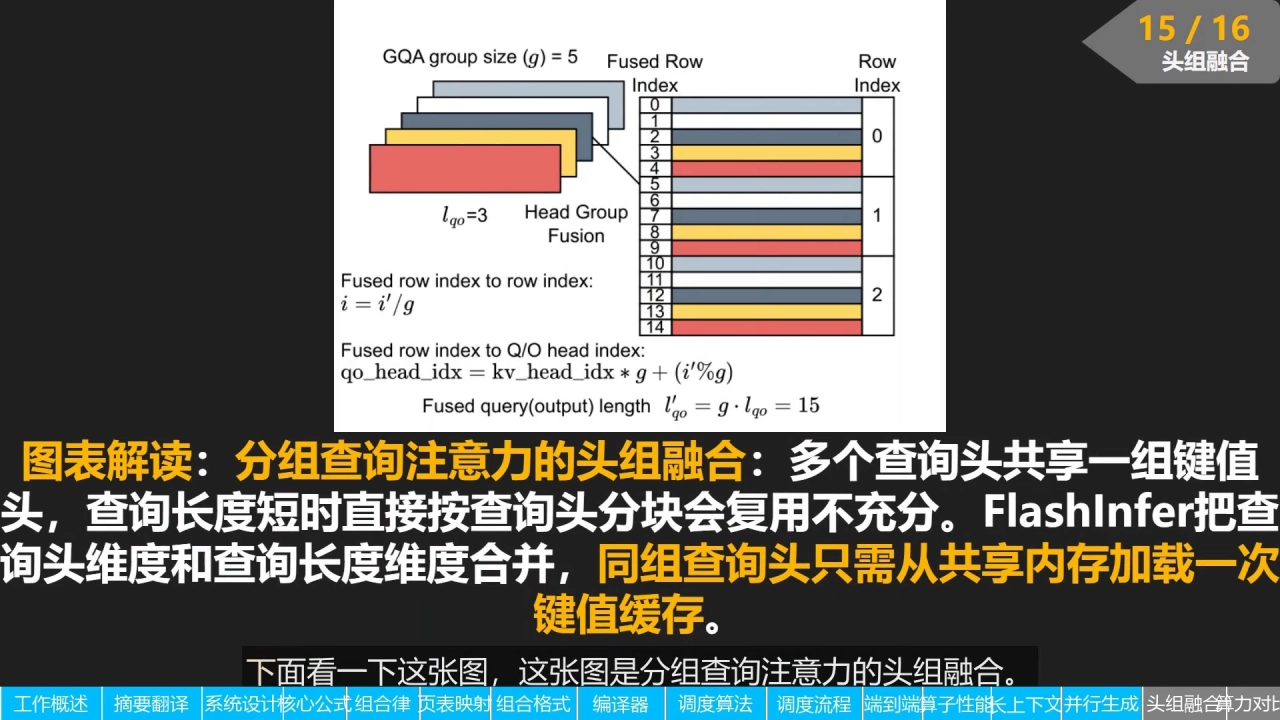 15 / 16
头组融合
GQA group size (g) = 5
Fused Row Index
Row Index
0
1
2
3
4
5
6
7
8
9
10
11
12
13
14
0
1
2
l_qo=3
Head Group
Fusion
Fused row index to row index:
i = i′/g
Fused row index to Q/O head index:
qo_head_idx = kv_head_idx ∗ g + (i′%g)
Fused query(output) length l′_qo = g · l_qo = 15
图表解读：分组查询注意力的头组融合：多个查询头共享一组键值
头，查询长度短时直接按查询头分块会复用不充分。FlashInfer把查
询头维度和查询长度维度合并，同组查询头只需从共享内存加载一次
键值缓存。
下面看一下这张图，这张图是分组查询注意力的头组融合。
工作概述 摘要翻译 系统设计 核心公式 组合律 页表映射 组合格式 编译器 调度算法 调度流程 端到端 算子性能 长上下文 并行生成 头组融合 算力对比